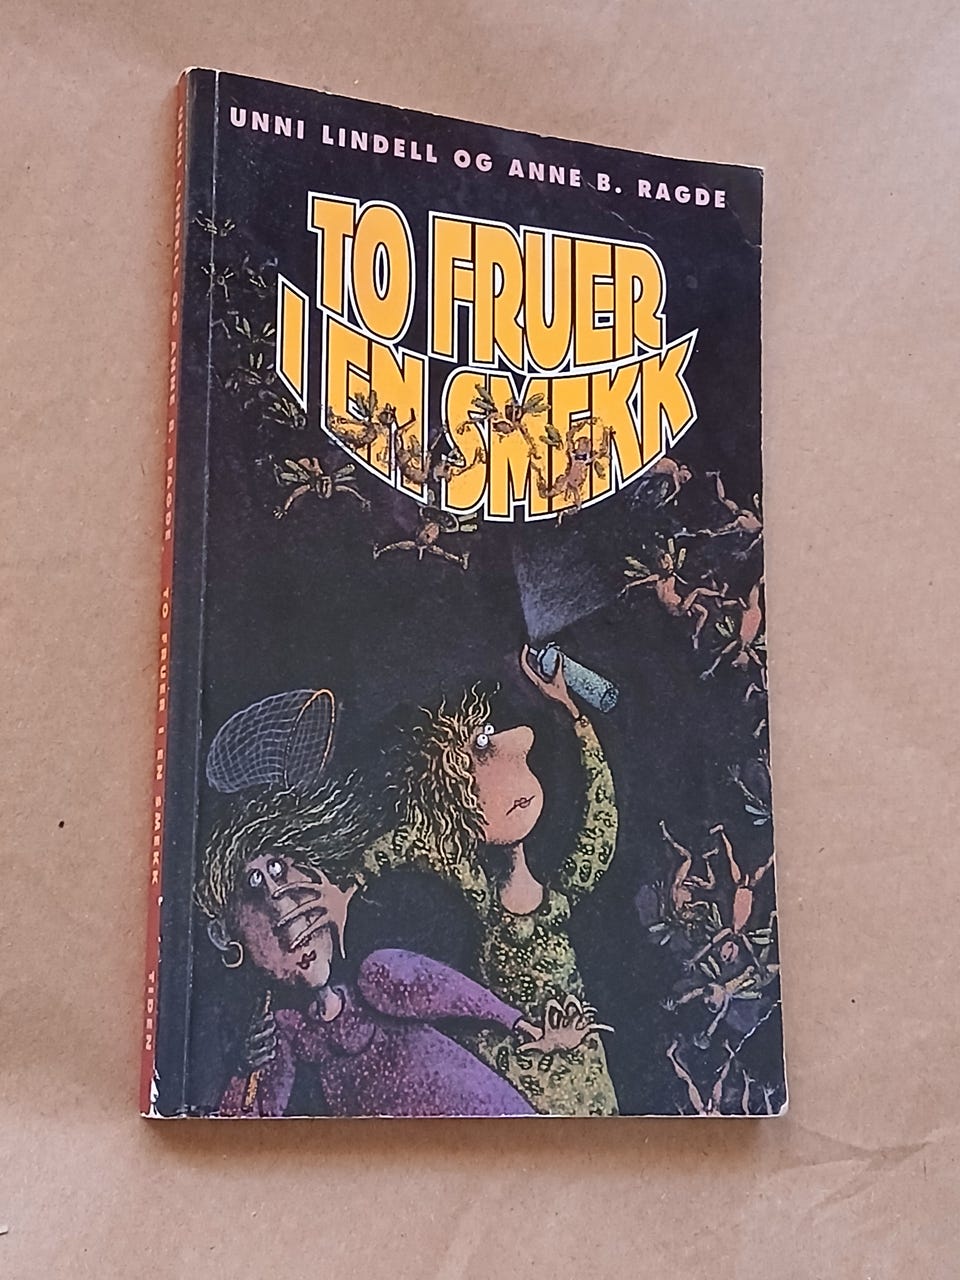 UNNI LINDELL OG ANNE B. RAGDE
TO FRUER
I EN SMEKK
UNNI LINDELL OG ANNE B. RAGDE. TO FRUER I EN SMEKK TIDEN